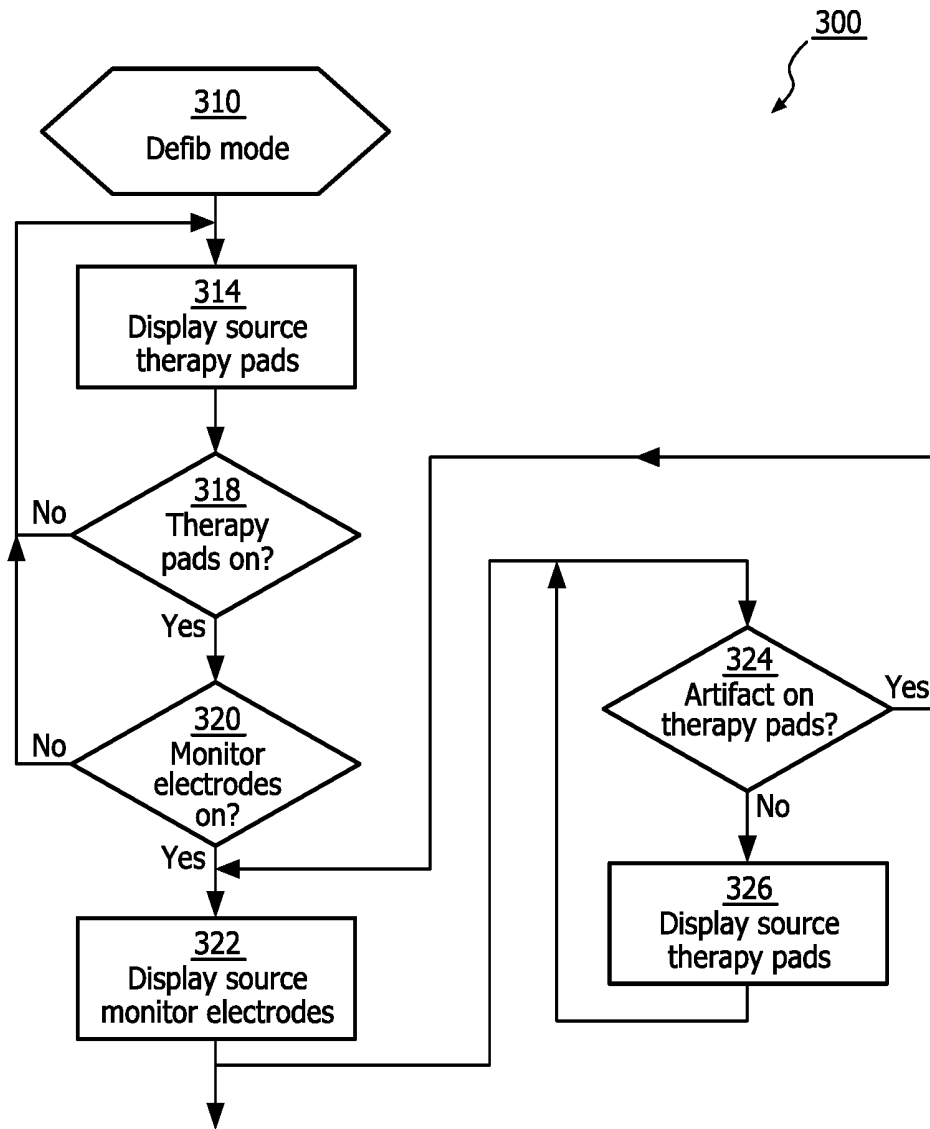 300
310
Defib mode
314
Display source
therapy pads
318
Therapy
pads on?
No
Yes
320
Monitor
electrodes
on?
No
Yes
322
Display source
monitor electrodes
324
Artifact on
therapy pads?
Yes
No
326
Display source
therapy pads